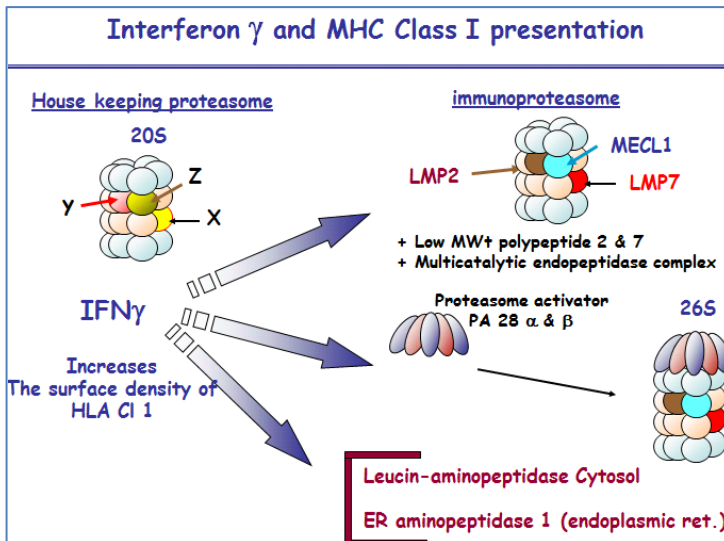 Interferon γ and MHC Class I presentation
House keeping proteasome
20S
Z
Y
X
immunoproteasome
MECL1
LMP2
LMP7
+ Low MWt polypeptide 2 & 7
+ Multicatalytic endopeptidase complex
IFNγ
Increases
The surface density of
HLA Cl 1
Proteasome activator
PA 28 α & β
26S
Leucin-aminopeptidase Cytosol
ER aminopeptidase 1 (endoplasmic ret.)